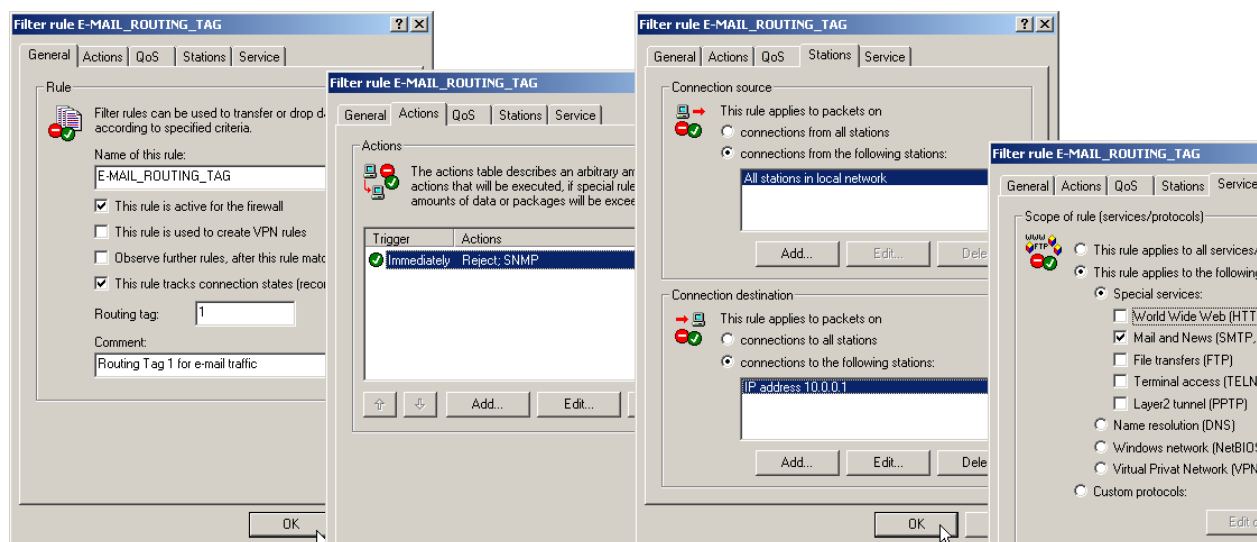 Filter rule E-MAIL_ROUTING_TAG
General Actions QoS Stations Service
Rule
Filter rules can be used to transfer or drop
according to specified criteria.
Name of this rule:
E-MAIL_ROUTING_TAG
This rule is active for the firewall
This rule is used to create VPN rules
Observe further rules, after this rule
This rule tracks connection states
Routing tag: 1
Comment:
Routing Tag 1 for e-mail traffic
OK
Filter rule E-MAIL_ROUTING_TAG
General Actions QoS Stations Service
Actions
The actions table describes an arbitrary
actions that will be executed, if special rule
amounts of data or packages will be
Trigger Actions
Immediately Reject; SNMP
Add... Edit...
Filter rule E-MAIL_ROUTING_TAG
General Actions QoS Stations Service
Connection source
This rule applies to packets on
connections from all stations
connections from the following stations:
All stations in local network
Add... Edit... Dele
Connection destination
This rule applies to packets on
connections to all stations
connections to the following stations:
IP address 10.0.0.1
Add... Edit... Dele
OK
Filter rule E-MAIL_ROUTING_TAG
General Actions QoS Stations Service
Scope of rule (services/protocols)
WWW
FTP
This rule applies to all services/
This rule applies to the following
Special services:
World Wide Web (HTT
Mail and News (SMTP,
File transfers (FTP)
Terminal access (TELN
Layer2 tunnel (PPTP)
Name resolution (DNS)
Windows network (NetBIOS
Virtual Privat Network (VPN
Custom protocols:
Edit